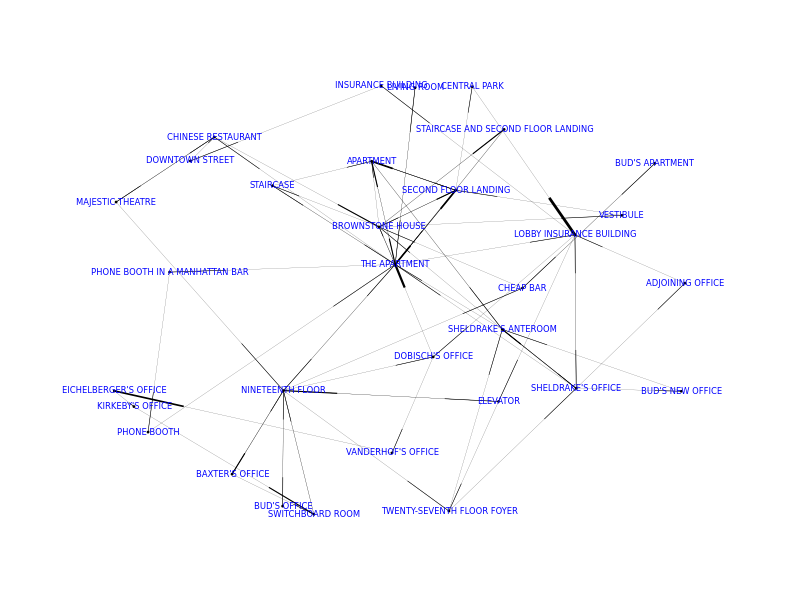 INSURANCE BUILDING
LIVING ROOM
CENTRAL PARK
STAIRCASE AND SECOND FLOOR LANDING
CHINESE RESTAURANT
DOWNTOWN STREET
APARTMENT
BUD'S APARTMENT
STAIRCASE
SECOND FLOOR LANDING
MAJESTIC THEATRE
VESTIBULE
BROWNSTONE HOUSE
LOBBY INSURANCE BUILDING
THE APARTMENT
PHONE BOOTH IN A MANHATTAN BAR
ADJOINING OFFICE
CHEAP BAR
SHELDRAKE'S ANTEROOM
DOBISCH'S OFFICE
EICHELBERGER'S OFFICE
NINETEENTH FLOOR
SHELDRAKE'S OFFICE
BUD'S NEW OFFICE
ELEVATOR
KIRKEBY'S OFFICE
PHONE BOOTH
VANDERHOF'S OFFICE
BAXTER'S OFFICE
BUD'S OFFICE
SWITCHBOARD ROOM
TWENTY-SEVENTH FLOOR FOYER